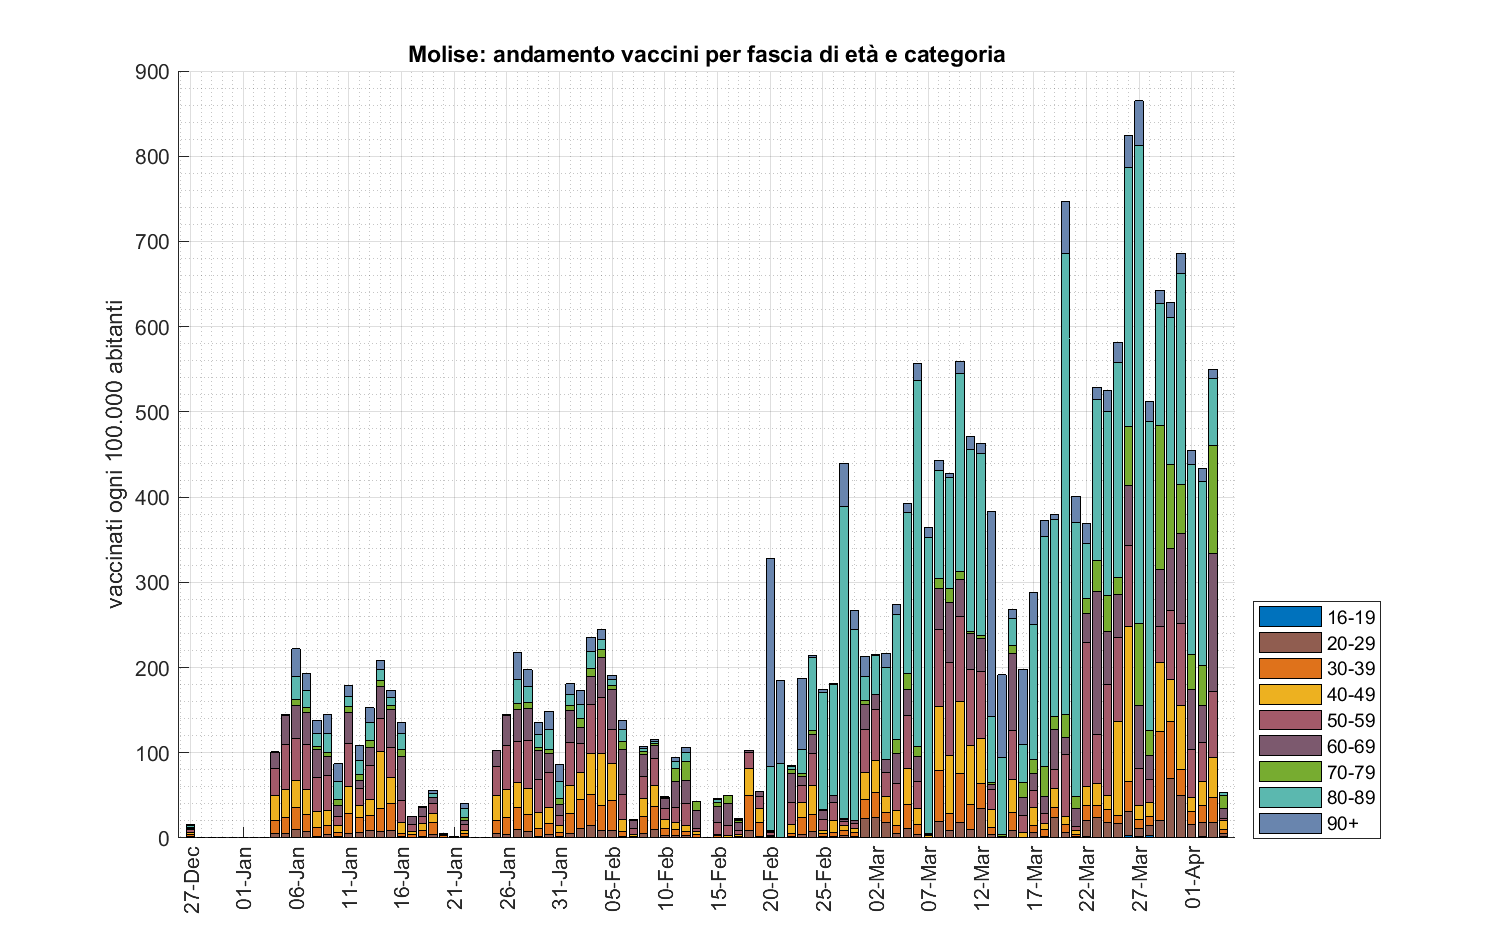 Molise: andamento vaccini per fascia di età e categoria
vaccinati ogni 100.000 abitanti
900
800
700
600
500
400
300
200
100
0
27-Dec
01-Jan
06-Jan
11-Jan
16-Jan
21-Jan
26-Jan
31-Jan
05-Feb
10-Feb
15-Feb
20-Feb
25-Feb
02-Mar
07-Mar
12-Mar
17-Mar
22-Mar
27-Mar
01-Apr
16-19
20-29
30-39
40-49
50-59
60-69
70-79
80-89
90+